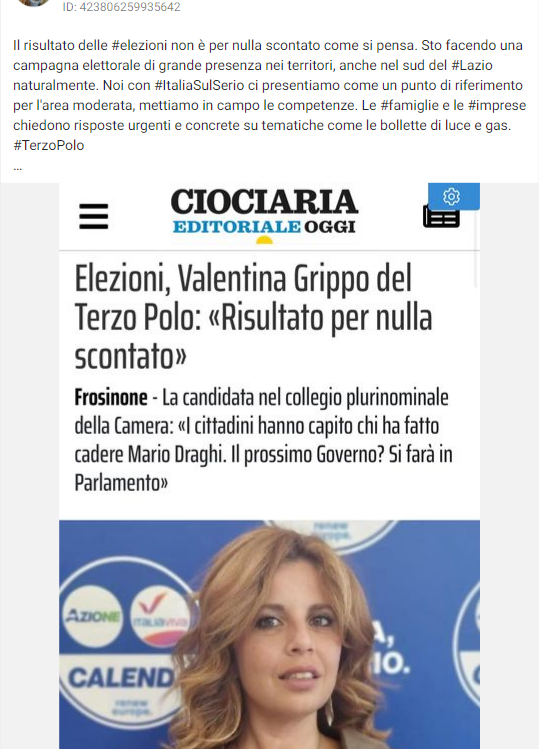 ID: 423806259935642
Il risultato delle #elezioni non è per nulla scontato come si pensa. Sto facendo una
campagna elettorale di grande presenza nei territori, anche nel sud del #Lazio
naturalmente. Noi con #ItaliaSulSerio ci presentiamo come un punto di riferimento
per l'area moderata, mettiamo in campo le competenze. Le #famiglie e le #imprese
chiedono risposte urgenti e concrete su tematiche come le bollette di luce e gas.
#TerzoPolo
...
CIOCIARIA
EDITORIALE OGGI
Elezioni, Valentina Grippo del
Terzo Polo: «Risultato per nulla
scontato»
Frosinone - La candidata nel collegio plurinominale
della Camera: «I cittadini hanno capito chi ha fatto
cadere Mario Draghi. Il prossimo Governo? Si farà in
Parlamento»
renew
europe.
AZIONE
ITALIA VIVA
A,
IO.
CALEND
renew
europe.